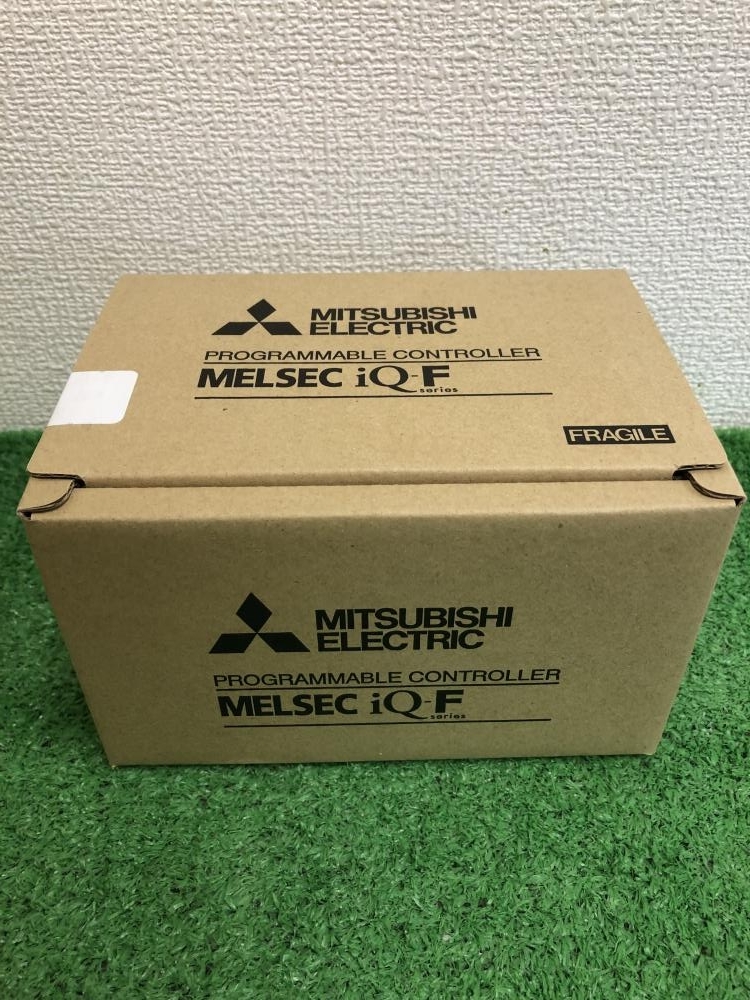 MITSUBISHI
ELECTRIC
PROGRAMMABLE CONTROLLER
MELSEC iQ-F
series
FRAGILE
MITSUBISHI
ELECTRIC
PROGRAMMABLE CONTROLLER
MELSEC iQ-F
series